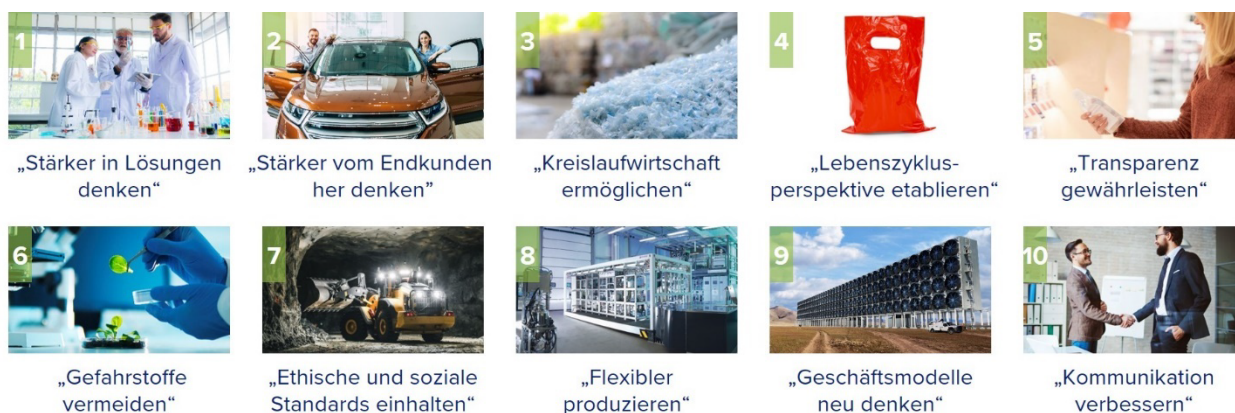 1
2
3
4
5
„Stärker in Lösungen
denken“
„Stärker vom Endkunden
her denken”
„Kreislaufwirtschaft
ermöglichen“
„Lebenszyklus-
perspektive etablieren“
„Transparenz
gewährleisten“
6
7
8
9
10
„Gefahrstoffe
vermeiden“
„Ethische und soziale
Standards einhalten“
„Flexibler
produzieren“
„Geschäftsmodelle
neu denken“
„Kommunikation
verbessern“